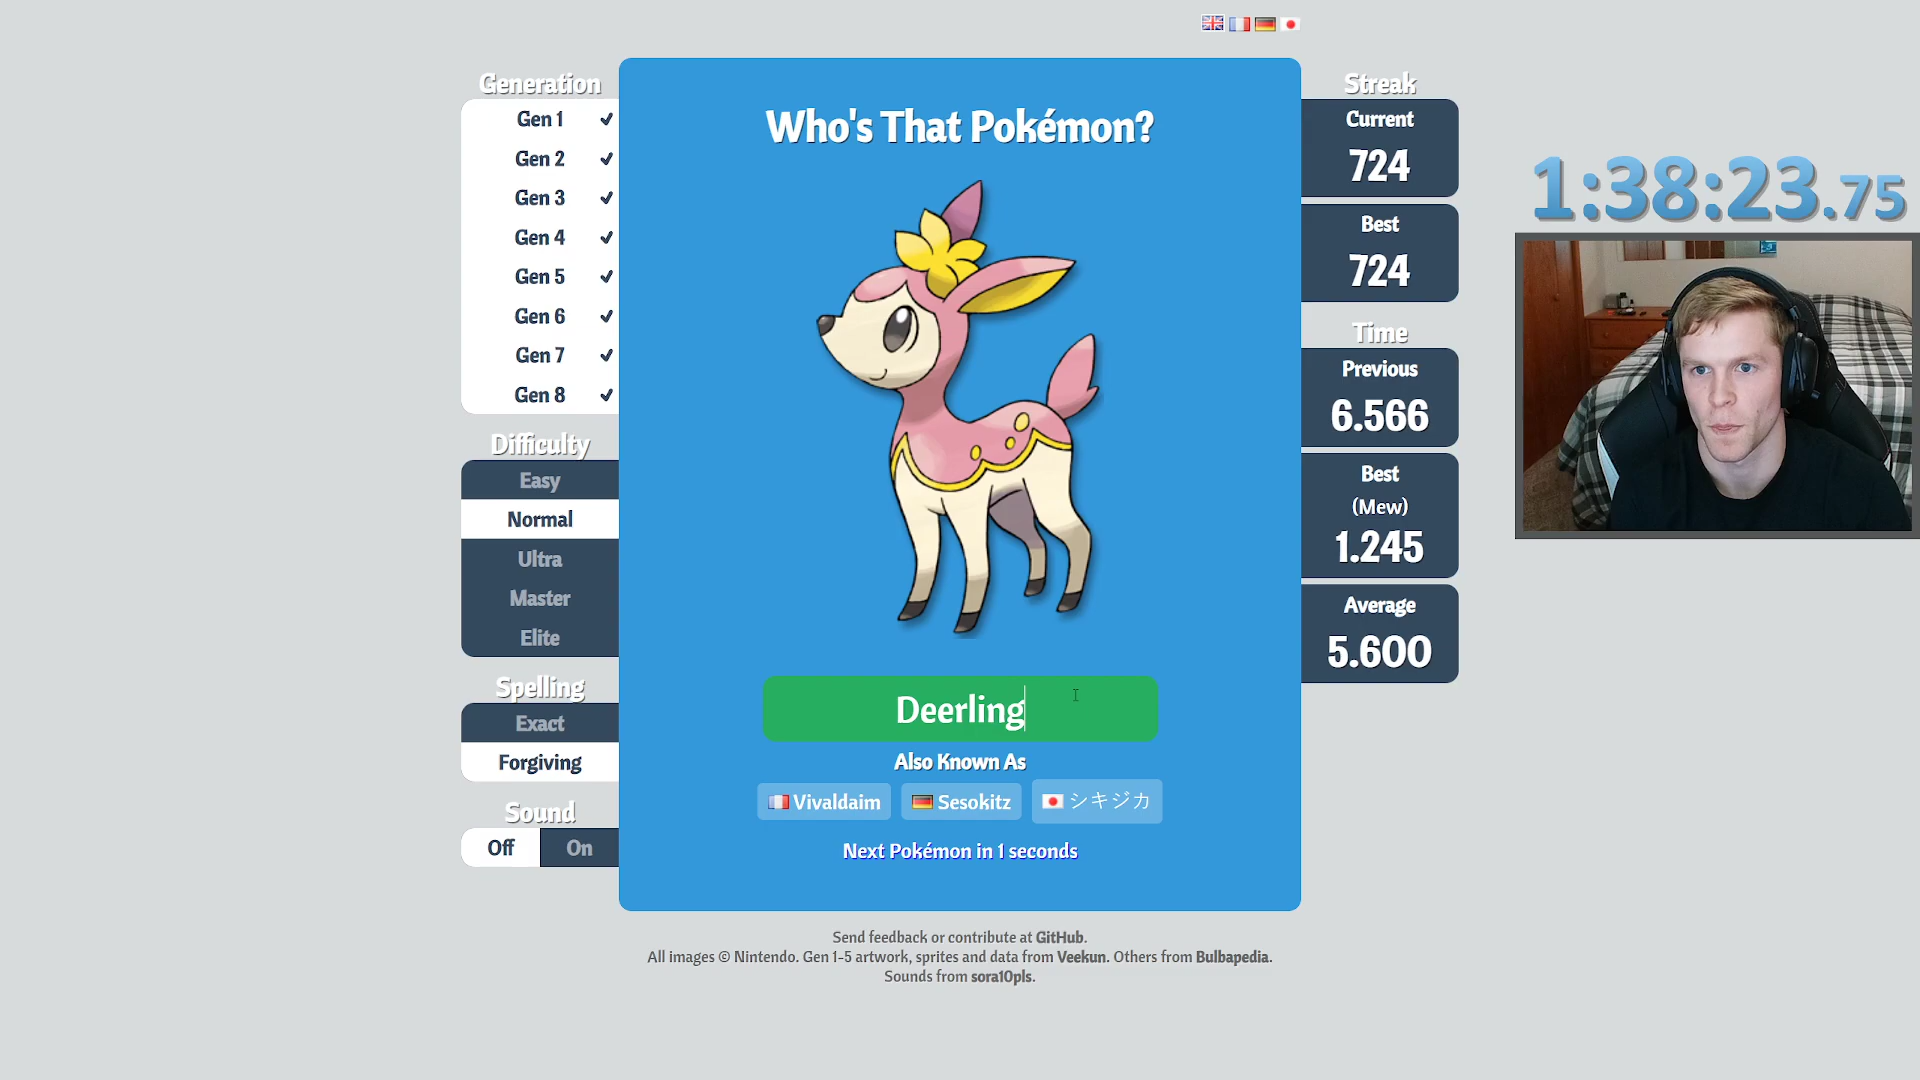 Generation
Gen 1 ✔
Gen 2 ✔
Gen 3 ✔
Gen 4 ✔
Gen 5 ✔
Gen 6 ✔
Gen 7 ✔
Gen 8 ✔
Difficulty
Easy
Normal
Ultra
Master
Elite
Spelling
Exact
Forgiving
Sound
Off On
Who's That Pokémon?
Deerling
Also Known As
Vivaldaim Sesokitz シキジカ
Next Pokémon in 1 seconds
Streak
Current
724
Best
724
Time
Previous
6.566
Best
(Mew)
1.245
Average
5.600
1:38:23.75
Send feedback or contribute at GitHub.
All images © Nintendo. Gen 1-5 artwork, sprites and data from Veekun. Others from Bulbapedia.
Sounds from sora10pls.